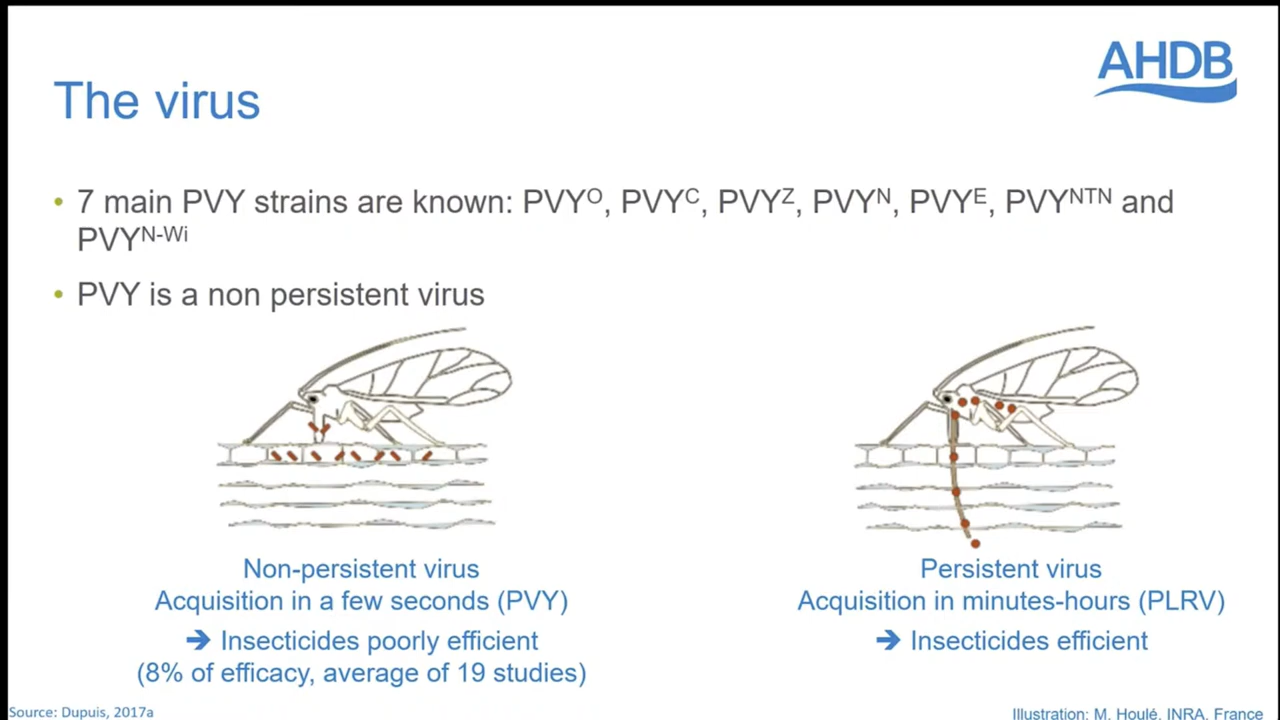 AHDB
The virus
• 7 main PVY strains are known: PVYᴼ, PVYᶜ, PVYᶻ, PVYᴺ, PVYᴱ, PVYᴺᵀᴺ and
PVYᴺ⁻ᵂⁱ
• PVY is a non persistent virus
Non-persistent virus
Acquisition in a few seconds (PVY)
➔ Insecticides poorly efficient
(8% of efficacy, average of 19 studies)
Persistent virus
Acquisition in minutes-hours (PLRV)
➔ Insecticides efficient
Source: Dupuis, 2017a
Illustration: M. Houlé, INRA, France